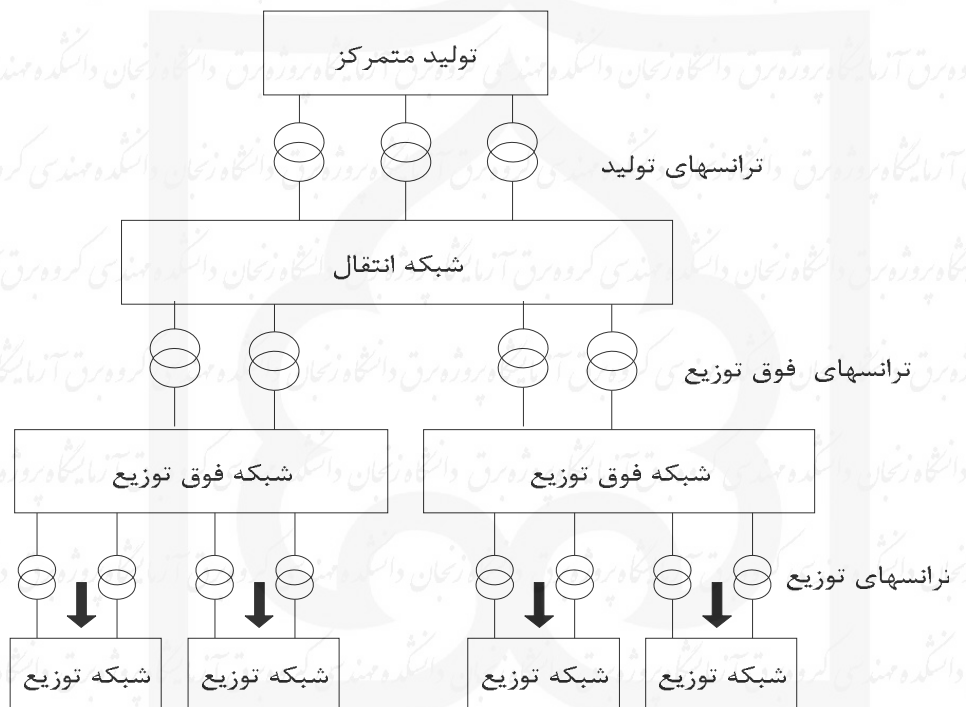 تولید متمرکز
ترانسهای تولید
شبکه انتقال
ترانسهای فوق توزیع
شبکه فوق توزیع
شبکه فوق توزیع
ترانسهای توزیع
شبکه توزیع
شبکه توزیع
شبکه توزیع
شبکه توزیع